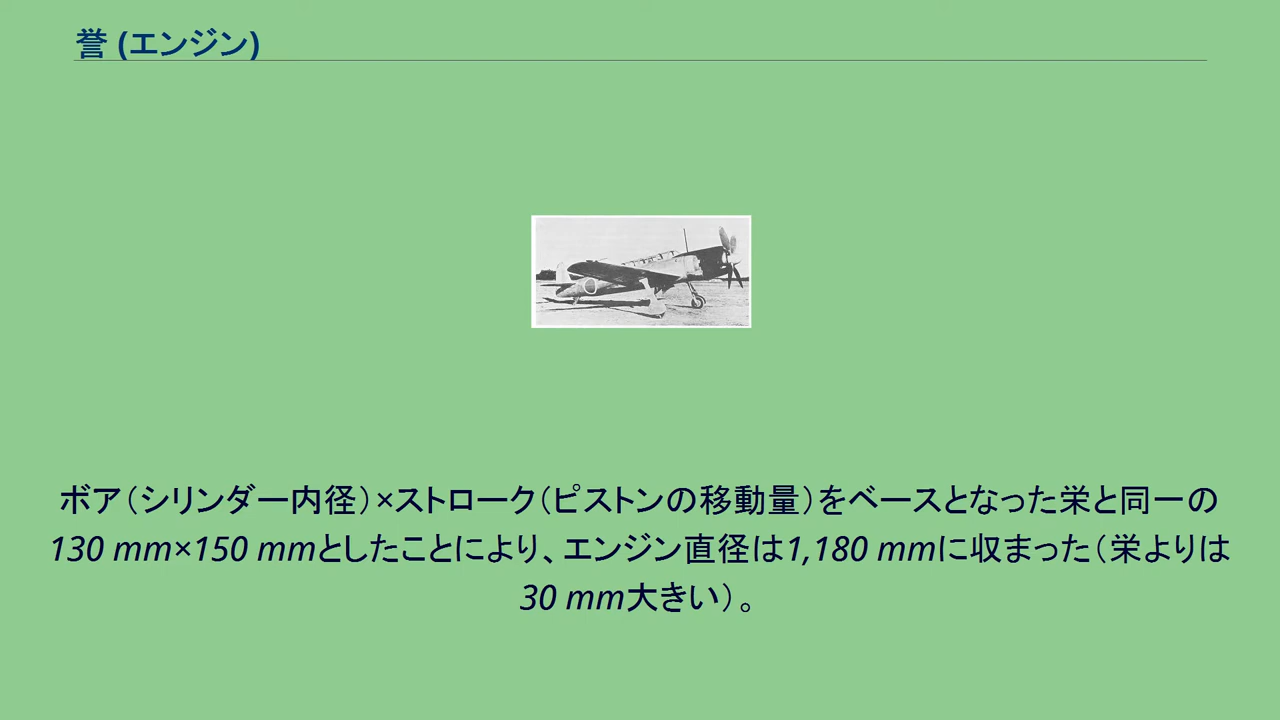 誉 (エンジン)
ボア（シリンダー内径）×ストローク（ピストンの移動量）をベースとなった栄と同一の
130 mm×150 mmとしたことにより、エンジン直径は1,180 mmに収まった（栄よりは
30 mm大きい）。